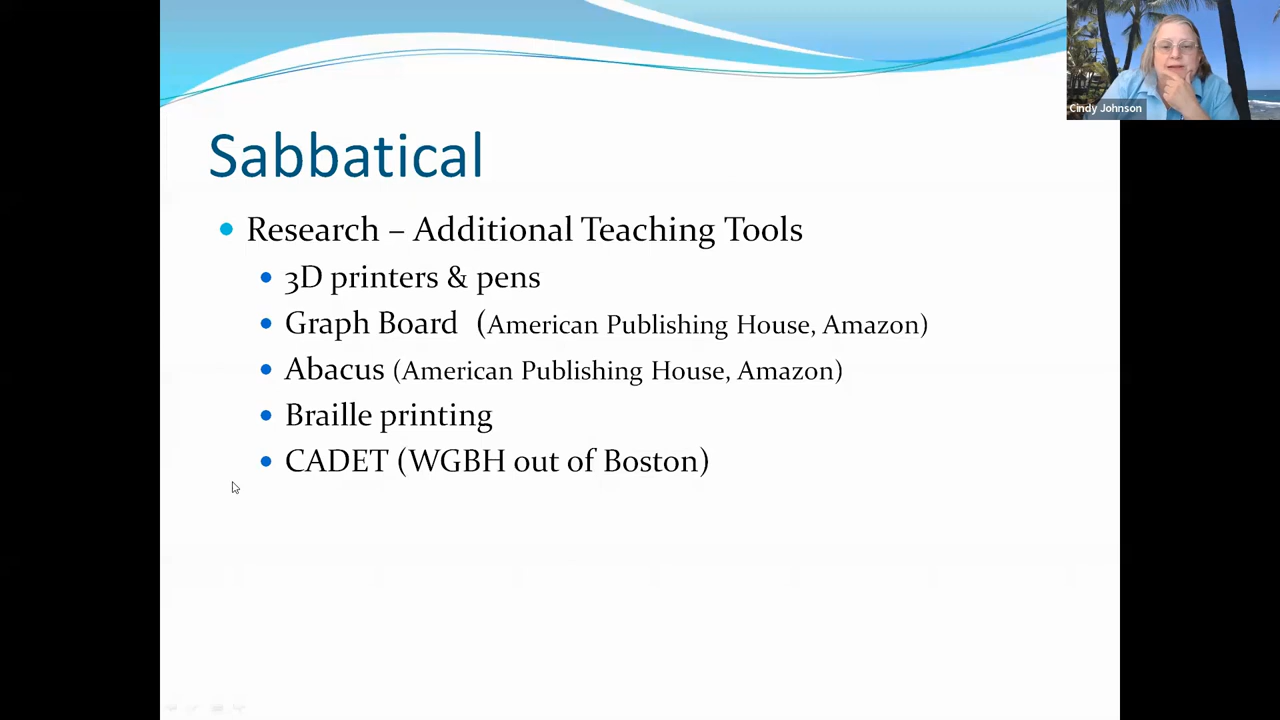 Cindy Johnson
Sabbatical
Research – Additional Teaching Tools
3D printers & pens
Graph Board (American Publishing House, Amazon)
Abacus (American Publishing House, Amazon)
Braille printing
CADET (WGBH out of Boston)